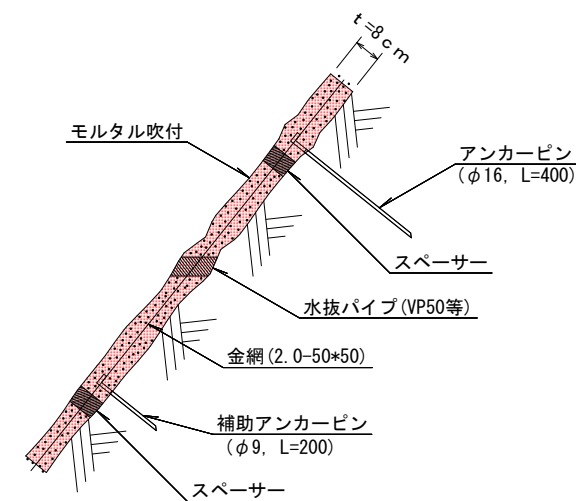 t=8cm
モルタル吹付
アンカーピン
(φ16, L=400)
スペーサー
水抜パイプ(VP50等)
金網(2.0-50*50)
補助アンカーピン
(φ9, L=200)
スペーサー